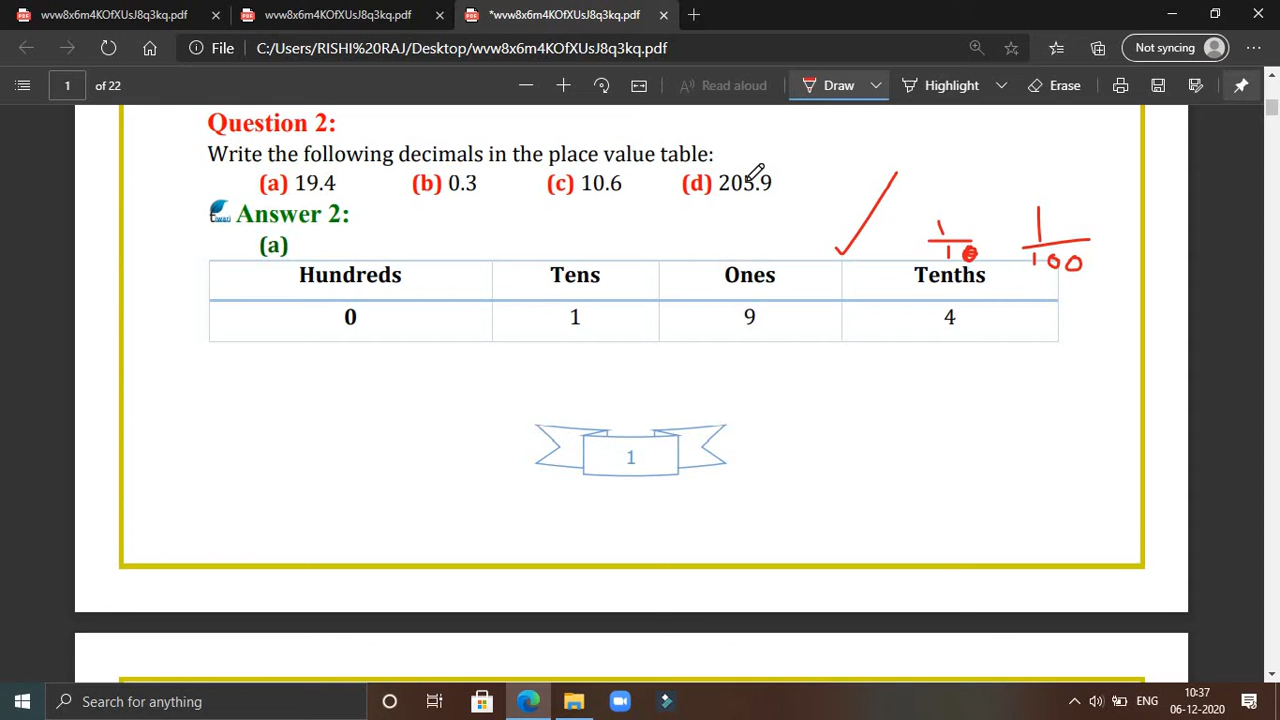 wvw8x6m4KOfXUsJ8q3kq.pdf
wvw8x6m4KOfXUsJ8q3kq.pdf
*wvw8x6m4KOfXUsJ8q3kq.pdf
File C:/Users/RISHI%20RAJ/Desktop/wvw8x6m4KOfXUsJ8q3kq.pdf Not syncing
1 of 22 Read aloud Draw Highlight Erase
Question 2:
Write the following decimals in the place value table:
(a) 19.4 (b) 0.3 (c) 10.6 (d) 205.9
Answer 2:
(a)
1 1
10 100
Hundreds Tens Ones Tenths
0 1 9 4
1
Search for anything
ENG
10:37
06-12-2020